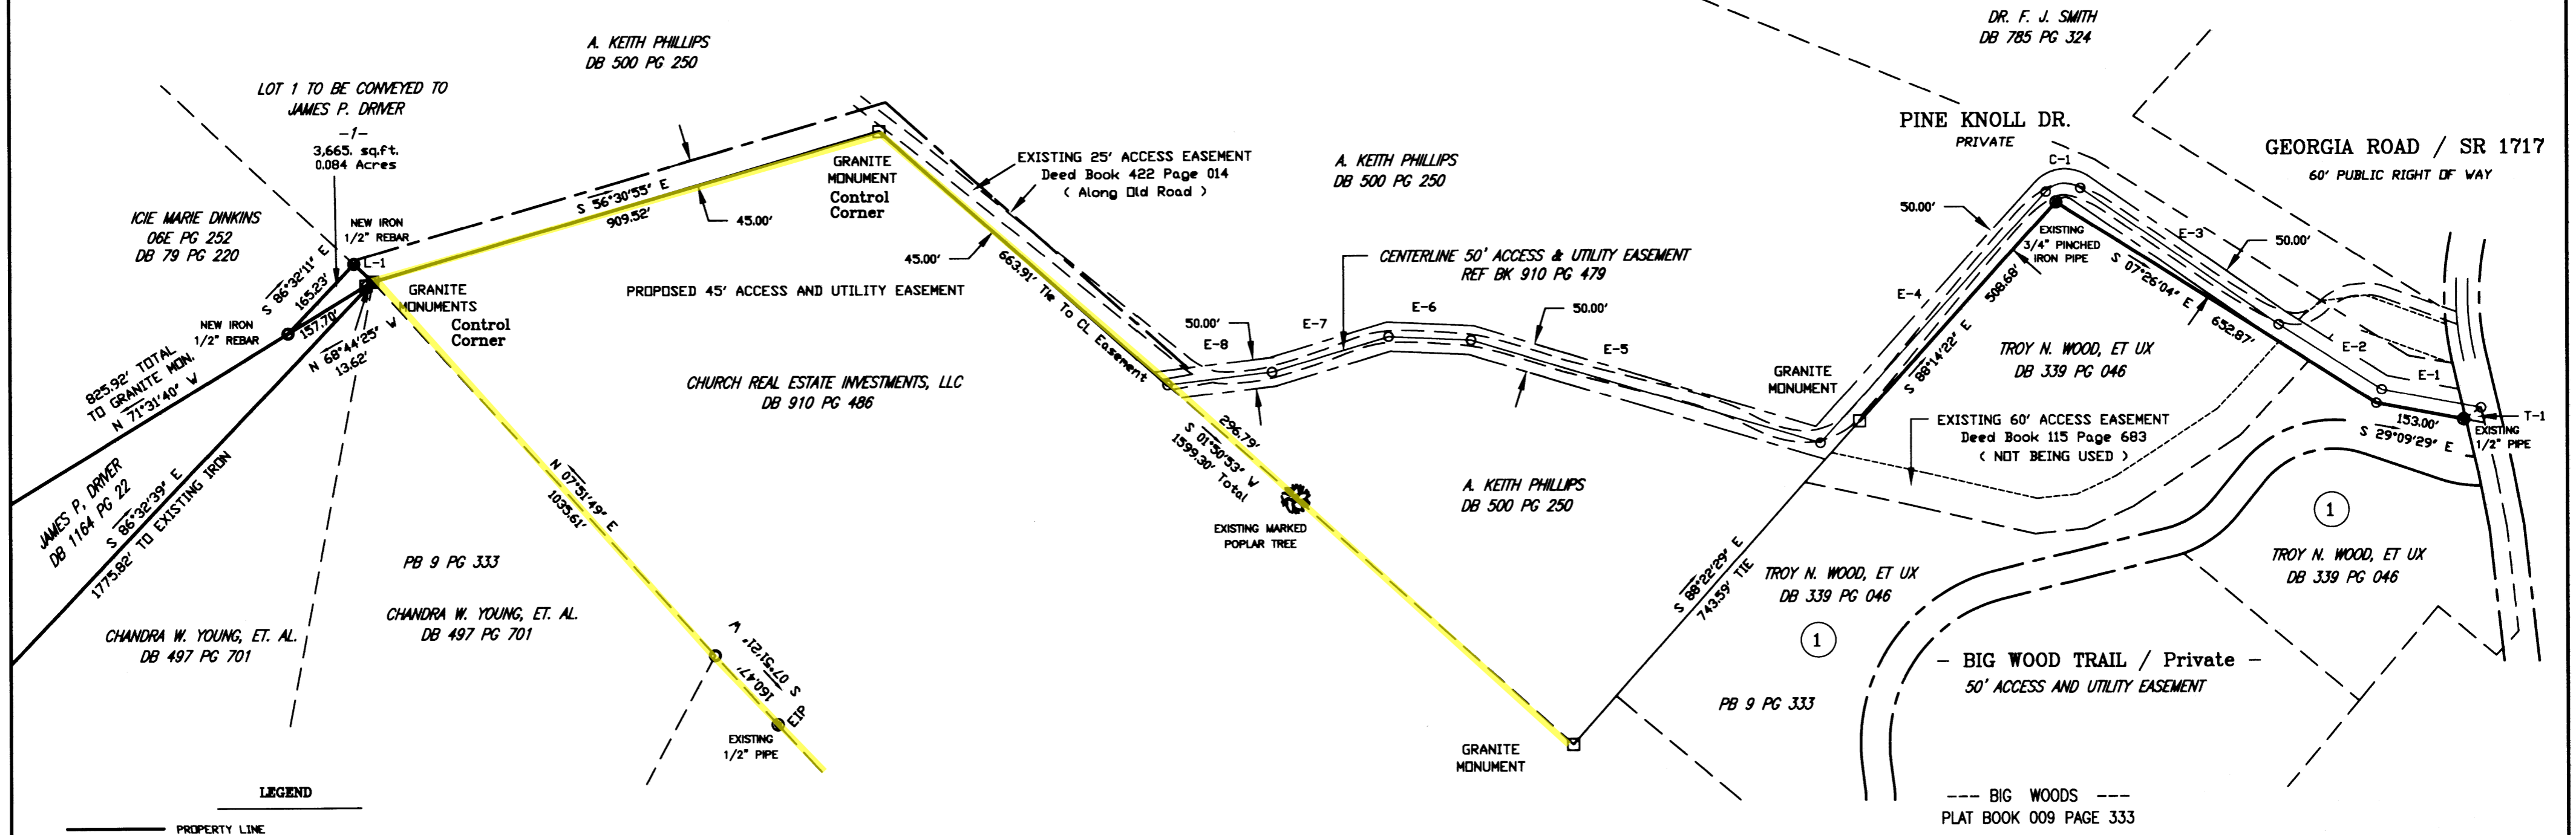 DR. F. J. SMITH
DB 785 PG 324
A. KEITH PHILLIPS
DB 500 PG 250
LOT 1 TO BE CONVEYED TO
JAMES P. DRIVER
-1-
3,665. sq.ft.
0.084 Acres
PINE KNOLL DR.
PRIVATE
C-1
GEORGIA ROAD / SR 1717
60' PUBLIC RIGHT OF WAY
ICIE MARIE DINKINS
06E PG 252
DB 79 PG 220
NEW IRON
1/2" REBAR
L-1
S 86°32'11" E
165.23'
S 56°30'55" E
909.52'
45.00'
GRANITE
MONUMENT
Control
Corner
EXISTING 25' ACCESS EASEMENT
Deed Book 422 Page 014
( Along Old Road )
A. KEITH PHILLIPS
DB 500 PG 250
45.00'
663.91' Tie To CL Easement
CENTERLINE 50' ACCESS & UTILITY EASEMENT
REF BK 910 PG 479
PROPOSED 45' ACCESS AND UTILITY EASEMENT
GRANITE
MONUMENTS
Control
Corner
NEW IRON
1/2" REBAR
157.70'
N 68°44'25" W
13.62'
825.92' TOTAL
TO GRANITE MON.
N 71°31'40" W
JAMES P. DRIVER
DB 1164 PG 22
S 86°32'39" E
1775.82' TO EXISTING IRON
CHURCH REAL ESTATE INVESTMENTS, LLC
DB 910 PG 486
50.00'
E-8
E-7
E-6
50.00'
E-5
50.00'
E-4
EXISTING
3/4" PINCHED
IRON PIPE
508.68'
S 88°14'22" E
E-3
50.00'
S 07°26'04" E
652.87'
E-2
E-1
T-1
153.00'
S 29°09'29" E
EXISTING
1/2" PIPE
TROY N. WOOD, ET UX
DB 339 PG 046
GRANITE
MONUMENT
EXISTING 60' ACCESS EASEMENT
Deed Book 115 Page 683
( NOT BEING USED )
296.79'
S 01°50'53" W
1599.30' Total
EXISTING MARKED
POPLAR TREE
A. KEITH PHILLIPS
DB 500 PG 250
N 07°51'49" E
1035.61'
PB 9 PG 333
CHANDRA W. YOUNG, ET. AL.
DB 497 PG 701
CHANDRA W. YOUNG, ET. AL.
DB 497 PG 701
S 07°51'21" W
160.47'
EIP
EXISTING
1/2" PIPE
GRANITE
MONUMENT
S 88°22'29" E
743.59' TIE
TROY N. WOOD, ET UX
DB 339 PG 046
1
PB 9 PG 333
1
TROY N. WOOD, ET UX
DB 339 PG 046
- BIG WOOD TRAIL / Private -
50' ACCESS AND UTILITY EASEMENT
--- BIG WOODS ---
PLAT BOOK 009 PAGE 333
LEGEND
PROPERTY LINE